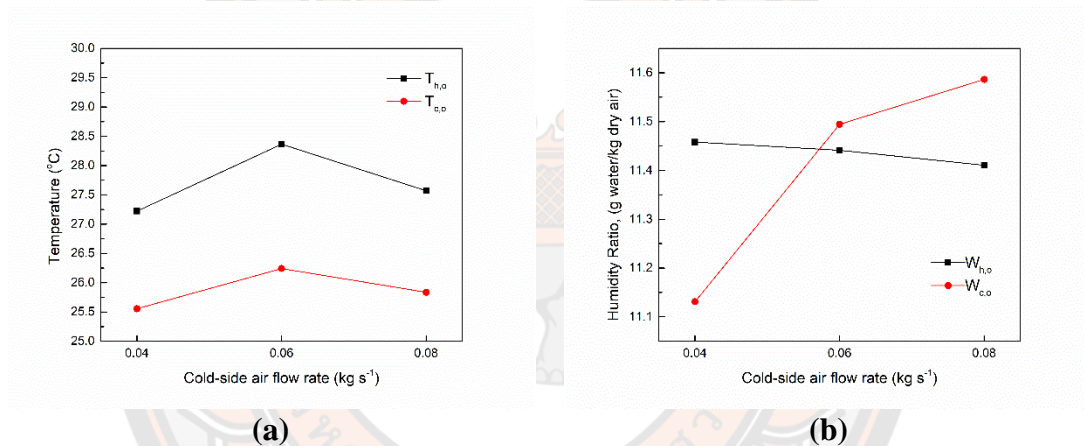 30.0
29.5
29.0
28.5
28.0
27.5
27.0
26.5
26.0
25.5
25.0
Temperature (°C)
T_h,o
T_c,o
0.04 0.06 0.08
Cold-side air flow rate (kg s⁻¹)
(a)
11.6
11.5
11.4
11.3
11.2
11.1
Humidity Ratio, (g water/kg dry air)
W_h,o
W_c,o
0.04 0.06 0.08
Cold-side air flow rate (kg s⁻¹)
(b)